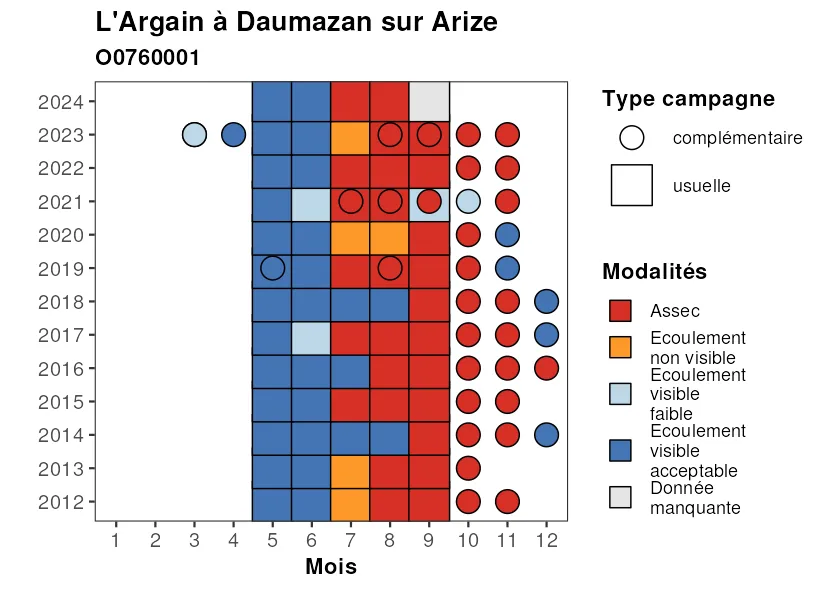 L'Argain à Daumazan sur Arize
O0760001
2024
2023
2022
2021
2020
2019
2018
2017
2016
2015
2014
2013
2012
1 2 3 4 5 6 7 8 9 10 11 12
Mois
Type campagne
complémentaire
usuelle
Modalités
Assec
Ecoulement
non visible
Ecoulement
visible
faible
Ecoulement
visible
acceptable
Donnée
manquante